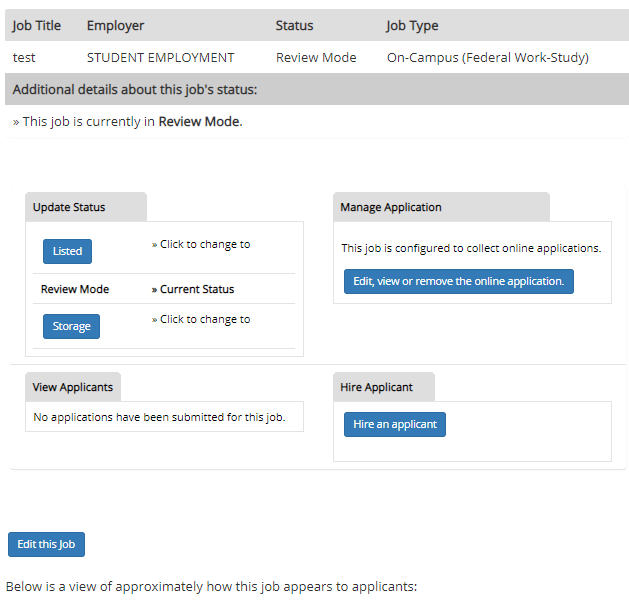 Job Title Employer Status Job Type
test STUDENT EMPLOYMENT Review Mode On-Campus (Federal Work-Study)
Additional details about this job's status:
» This job is currently in Review Mode.
Update Status
Listed » Click to change to
Review Mode » Current Status
Storage » Click to change to
Manage Application
This job is configured to collect online applications.
Edit, view or remove the online application.
View Applicants
No applications have been submitted for this job.
Hire Applicant
Hire an applicant
Edit this Job
Below is a view of approximately how this job appears to applicants: